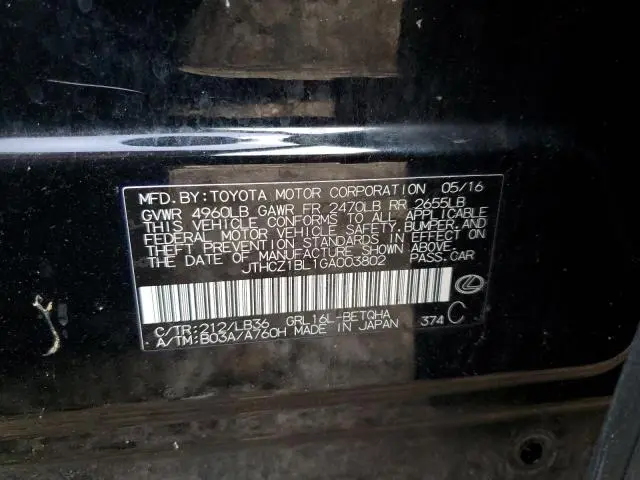 MFD. BY: TOYOTA MOTOR CORPORATION 05/16
GVWR 4960LB GAWR FR 2470LB RR 2655LB
THIS VEHICLE CONFORMS TO ALL APPLICABLE
FEDERAL MOTOR VEHICLE SAFETY, BUMPER, AND
THEFT PREVENTION STANDARDS IN EFFECT ON
THE DATE OF MANUFACTURE SHOWN ABOVE.
JTHCZ1BL1GA003802 PASS. CAR
C/TR: 212/LB36 GRL16L-BETQHA
A/TM: B03A/A760H MADE IN JAPAN 374 C